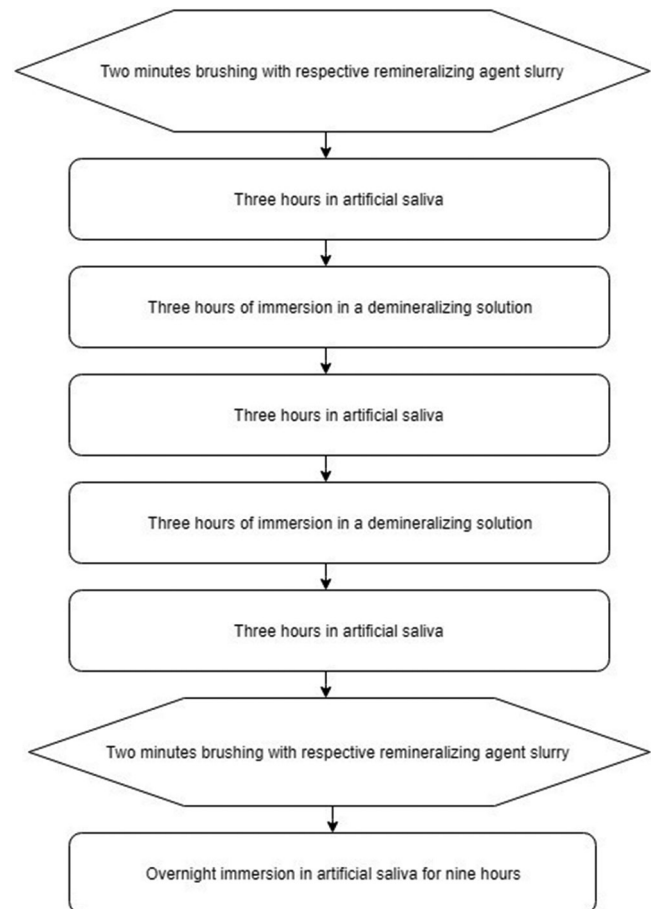 Two minutes brushing with respective remineralizing agent slurry
Three hours in artificial saliva
Three hours of immersion in a demineralizing solution
Three hours in artificial saliva
Three hours of immersion in a demineralizing solution
Three hours in artificial saliva
Two minutes brushing with respective remineralizing agent slurry
Overnight immersion in artificial saliva for nine hours